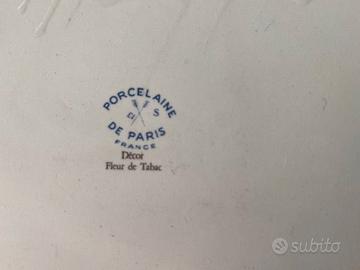 PORCELAINE
P S
DE PARIS
FRANCE
Décor
Fleur de Tabac
subito